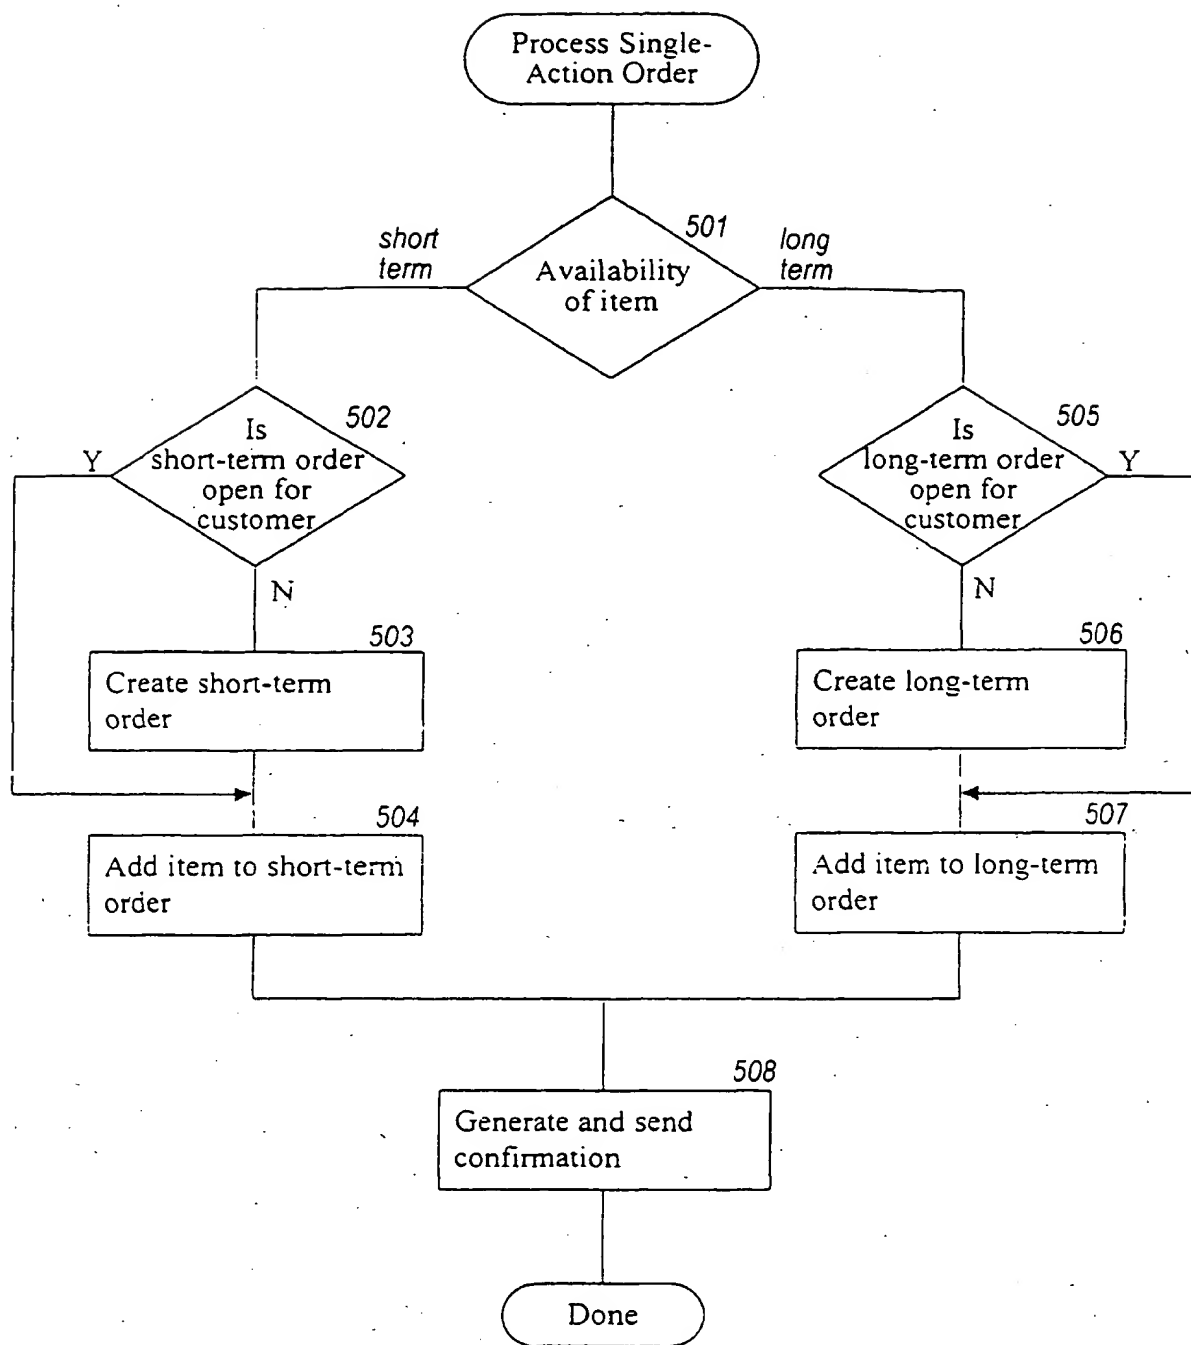 Process Single-
Action Order
501
short
term
long
term
Availability
of item
502
Is
short-term order
open for
customer
Y
N
505
Is
long-term order
open for
customer
Y
N
503
Create short-term
order
506
Create long-term
order
504
Add item to short-term
order
507
Add item to long-term
order
508
Generate and send
confirmation
Done